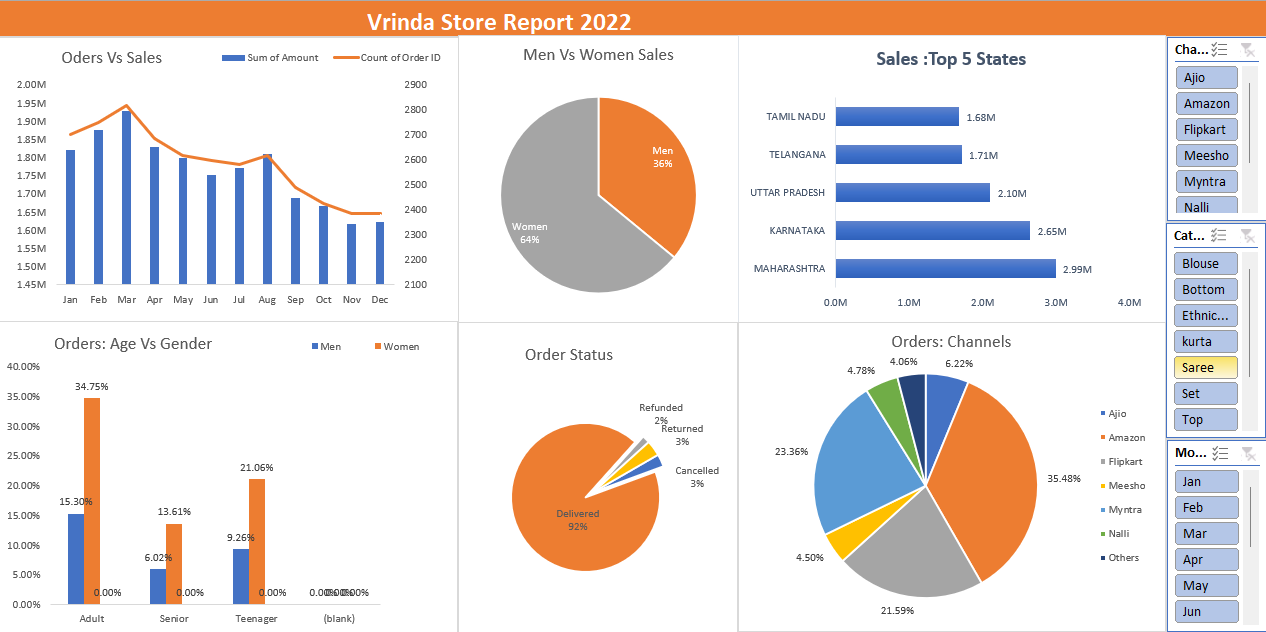 Vrinda Store Report 2022
Oders Vs Sales
Sum of Amount
Count of Order ID
2.00M
1.95M
1.90M
1.85M
1.80M
1.75M
1.70M
1.65M
1.60M
1.55M
1.50M
1.45M
2900
2800
2700
2600
2500
2400
2300
2200
2100
Jan Feb Mar Apr May Jun Jul Aug Sep Oct Nov Dec
Men Vs Women Sales
Men
36%
Women
64%
Sales :Top 5 States
TAMIL NADU 1.68M
TELANGANA 1.71M
UTTAR PRADESH 2.10M
KARNATAKA 2.65M
MAHARASHTRA 2.99M
0.0M 1.0M 2.0M 3.0M 4.0M
Cha...
Ajio
Amazon
Flipkart
Meesho
Myntra
Nalli
Cat...
Blouse
Bottom
Ethnic...
kurta
Saree
Set
Top
Mo...
Jan
Feb
Mar
Apr
May
Jun
Orders: Age Vs Gender
Men Women
40.00%
35.00%
30.00%
25.00%
20.00%
15.00%
10.00%
5.00%
0.00%
15.30% 34.75% 0.00%
6.02% 13.61% 0.00%
9.26% 21.06% 0.00%
0.00% 0.00% 0.00%
Adult Senior Teenager (blank)
Order Status
Refunded
2%
Returned
3%
Cancelled
3%
Delivered
92%
Orders: Channels
6.22%
35.48%
21.59%
4.50%
23.36%
4.78%
4.06%
Ajio
Amazon
Flipkart
Meesho
Myntra
Nalli
Others